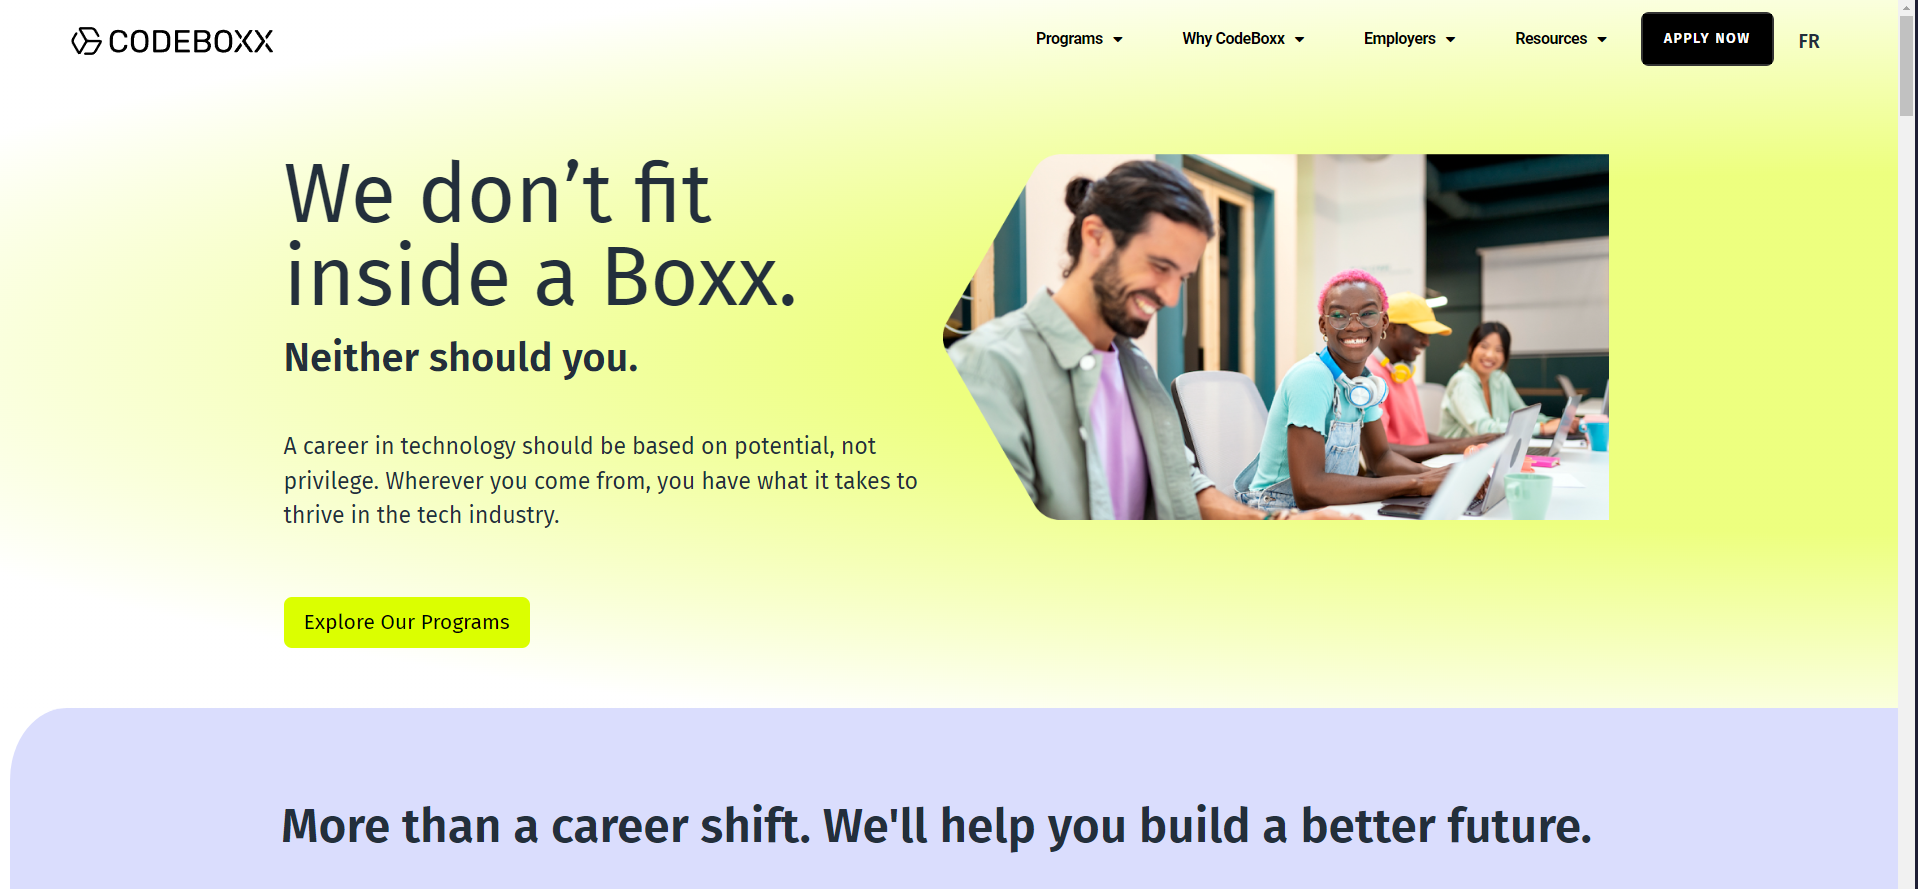 CODEBOXX
Programs
Why CodeBoxx
Employers
Resources
APPLY NOW
FR
We don’t fit
inside a Boxx.
Neither should you.
A career in technology should be based on potential, not
privilege. Wherever you come from, you have what it takes to
thrive in the tech industry.
Explore Our Programs
More than a career shift. We'll help you build a better future.